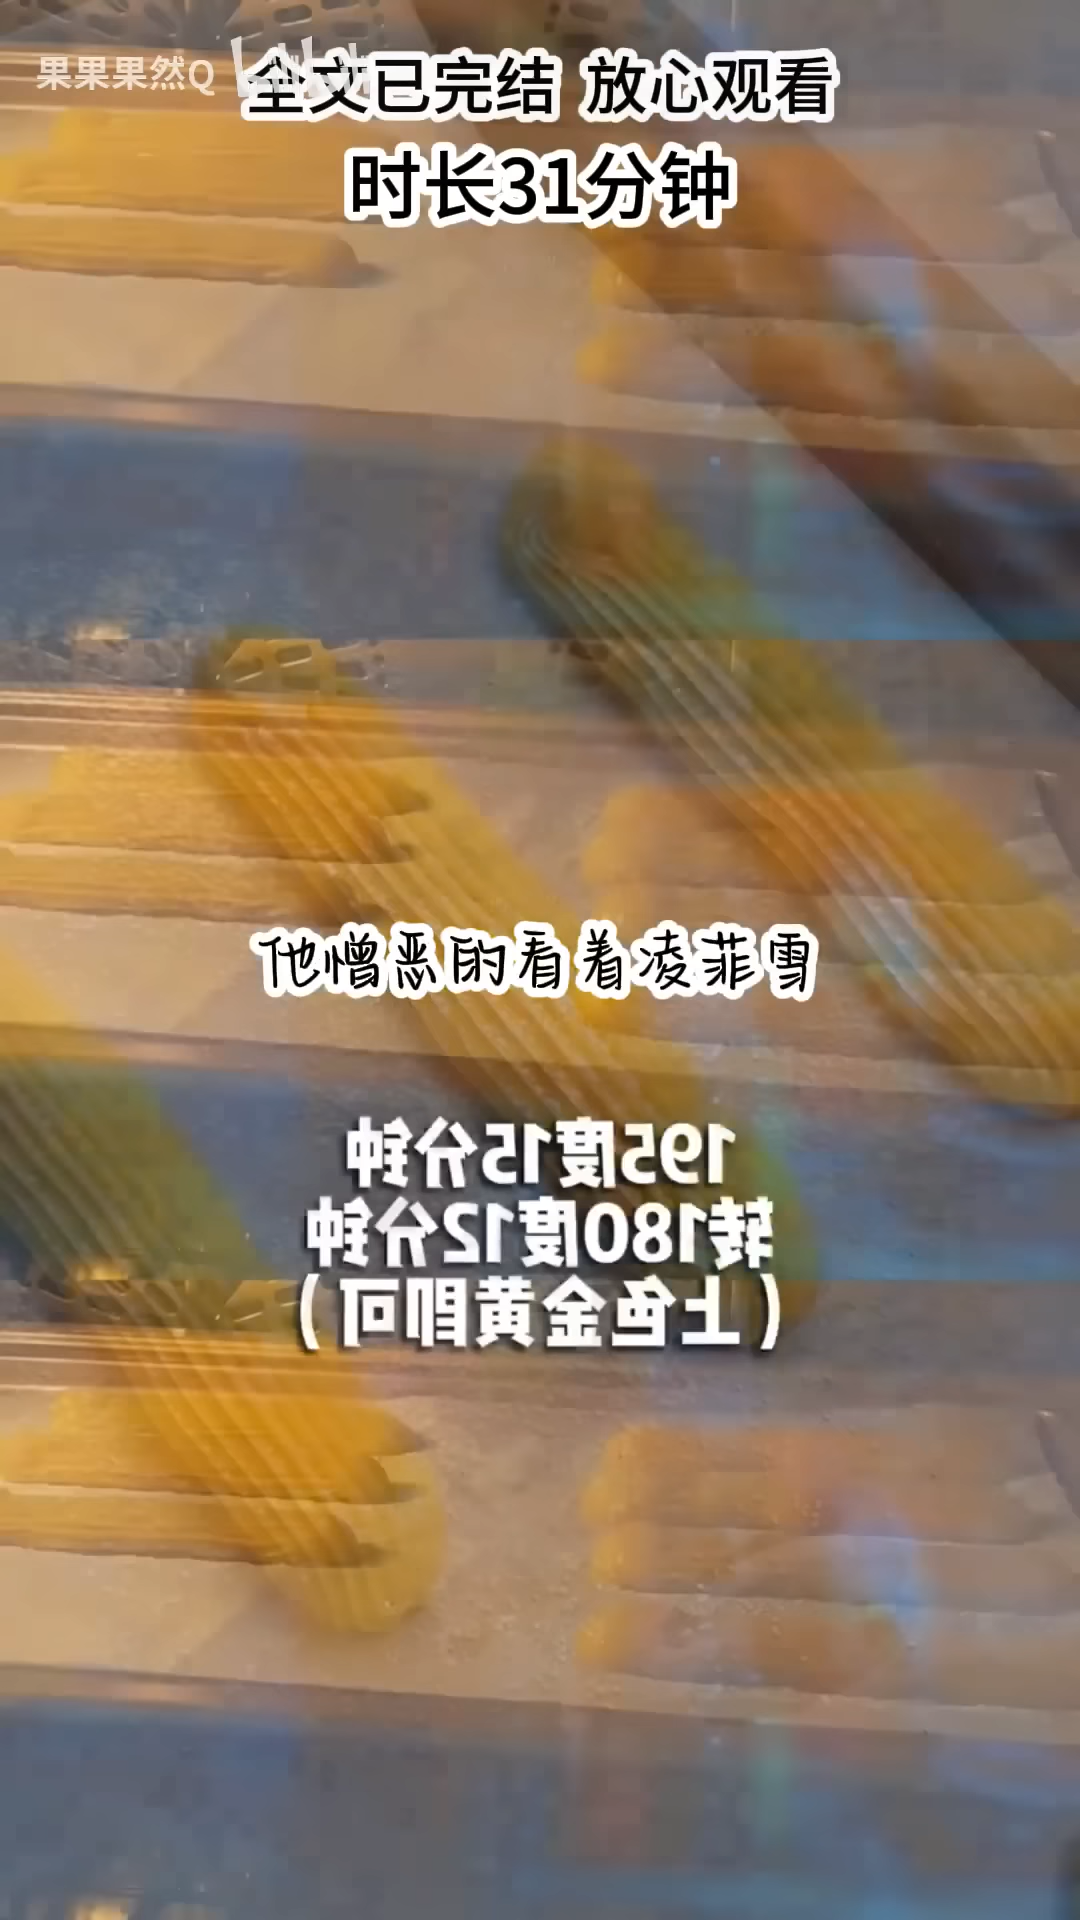 果果果然Q
全文已完结 放心观看
时长31分钟
他憎恶的看着凌菲雪
195度15分钟
转180度12分钟
(上色金黄即可)